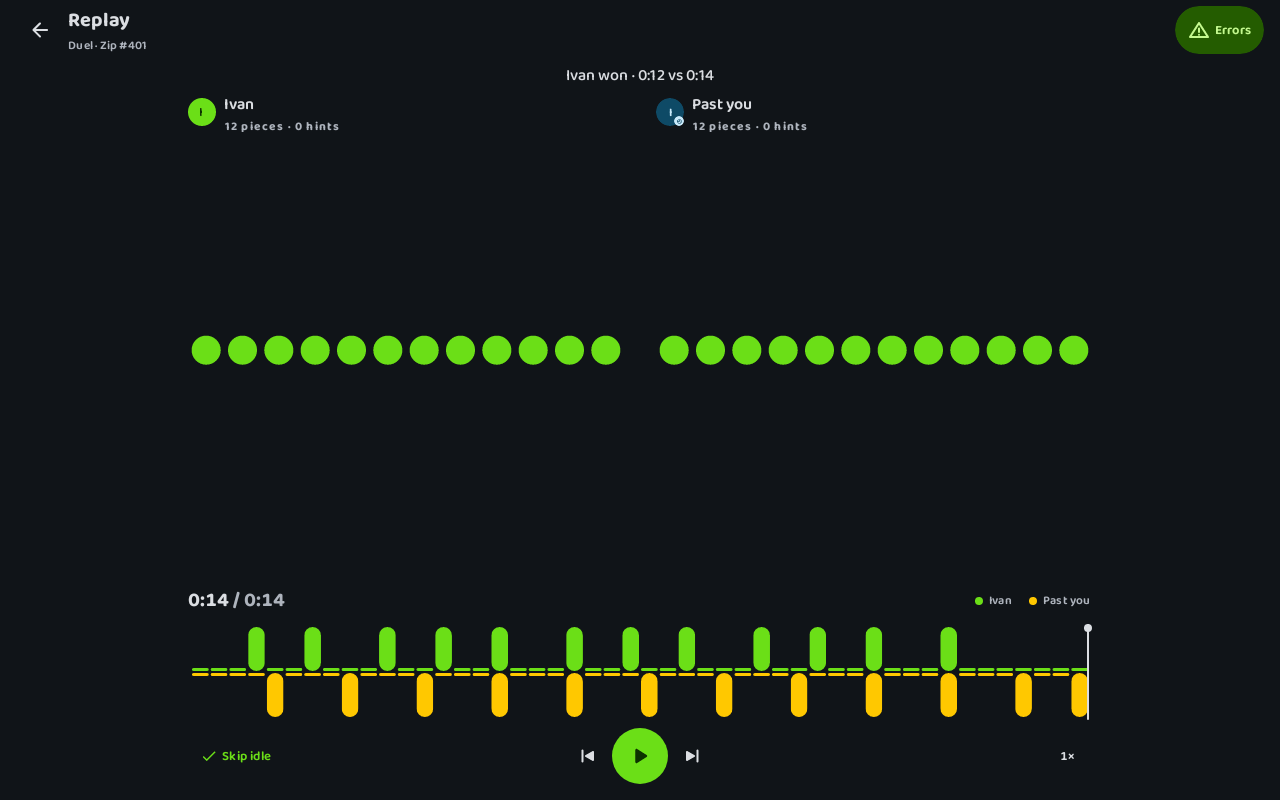 Replay
Duel · Zip #401
Errors
Ivan won · 0:12 vs 0:14
I
Ivan
12 pieces · 0 hints
I
Past you
12 pieces · 0 hints
0:14 / 0:14
Ivan
Past you
Skip idle
1×